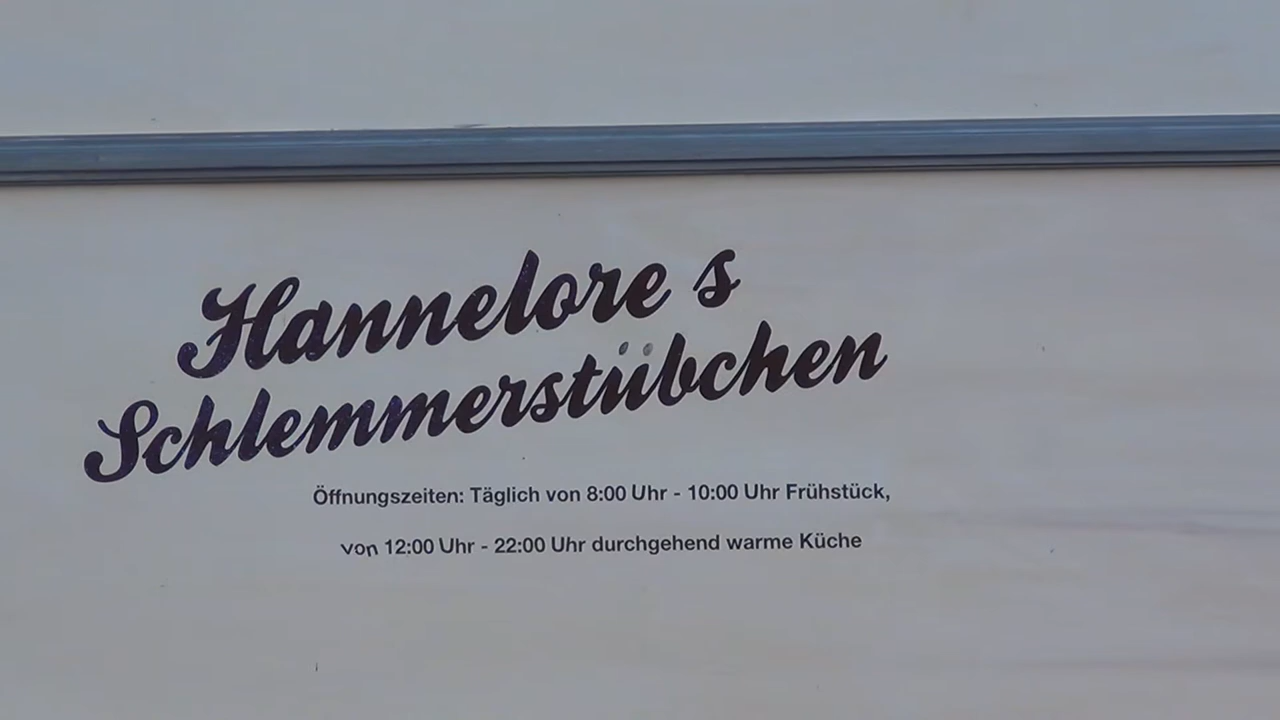 Hannelore s
Schlemmerstübchen
Öffnungszeiten: Täglich von 8:00 Uhr - 10:00 Uhr Frühstück,
von 12:00 Uhr - 22:00 Uhr durchgehend warme Küche